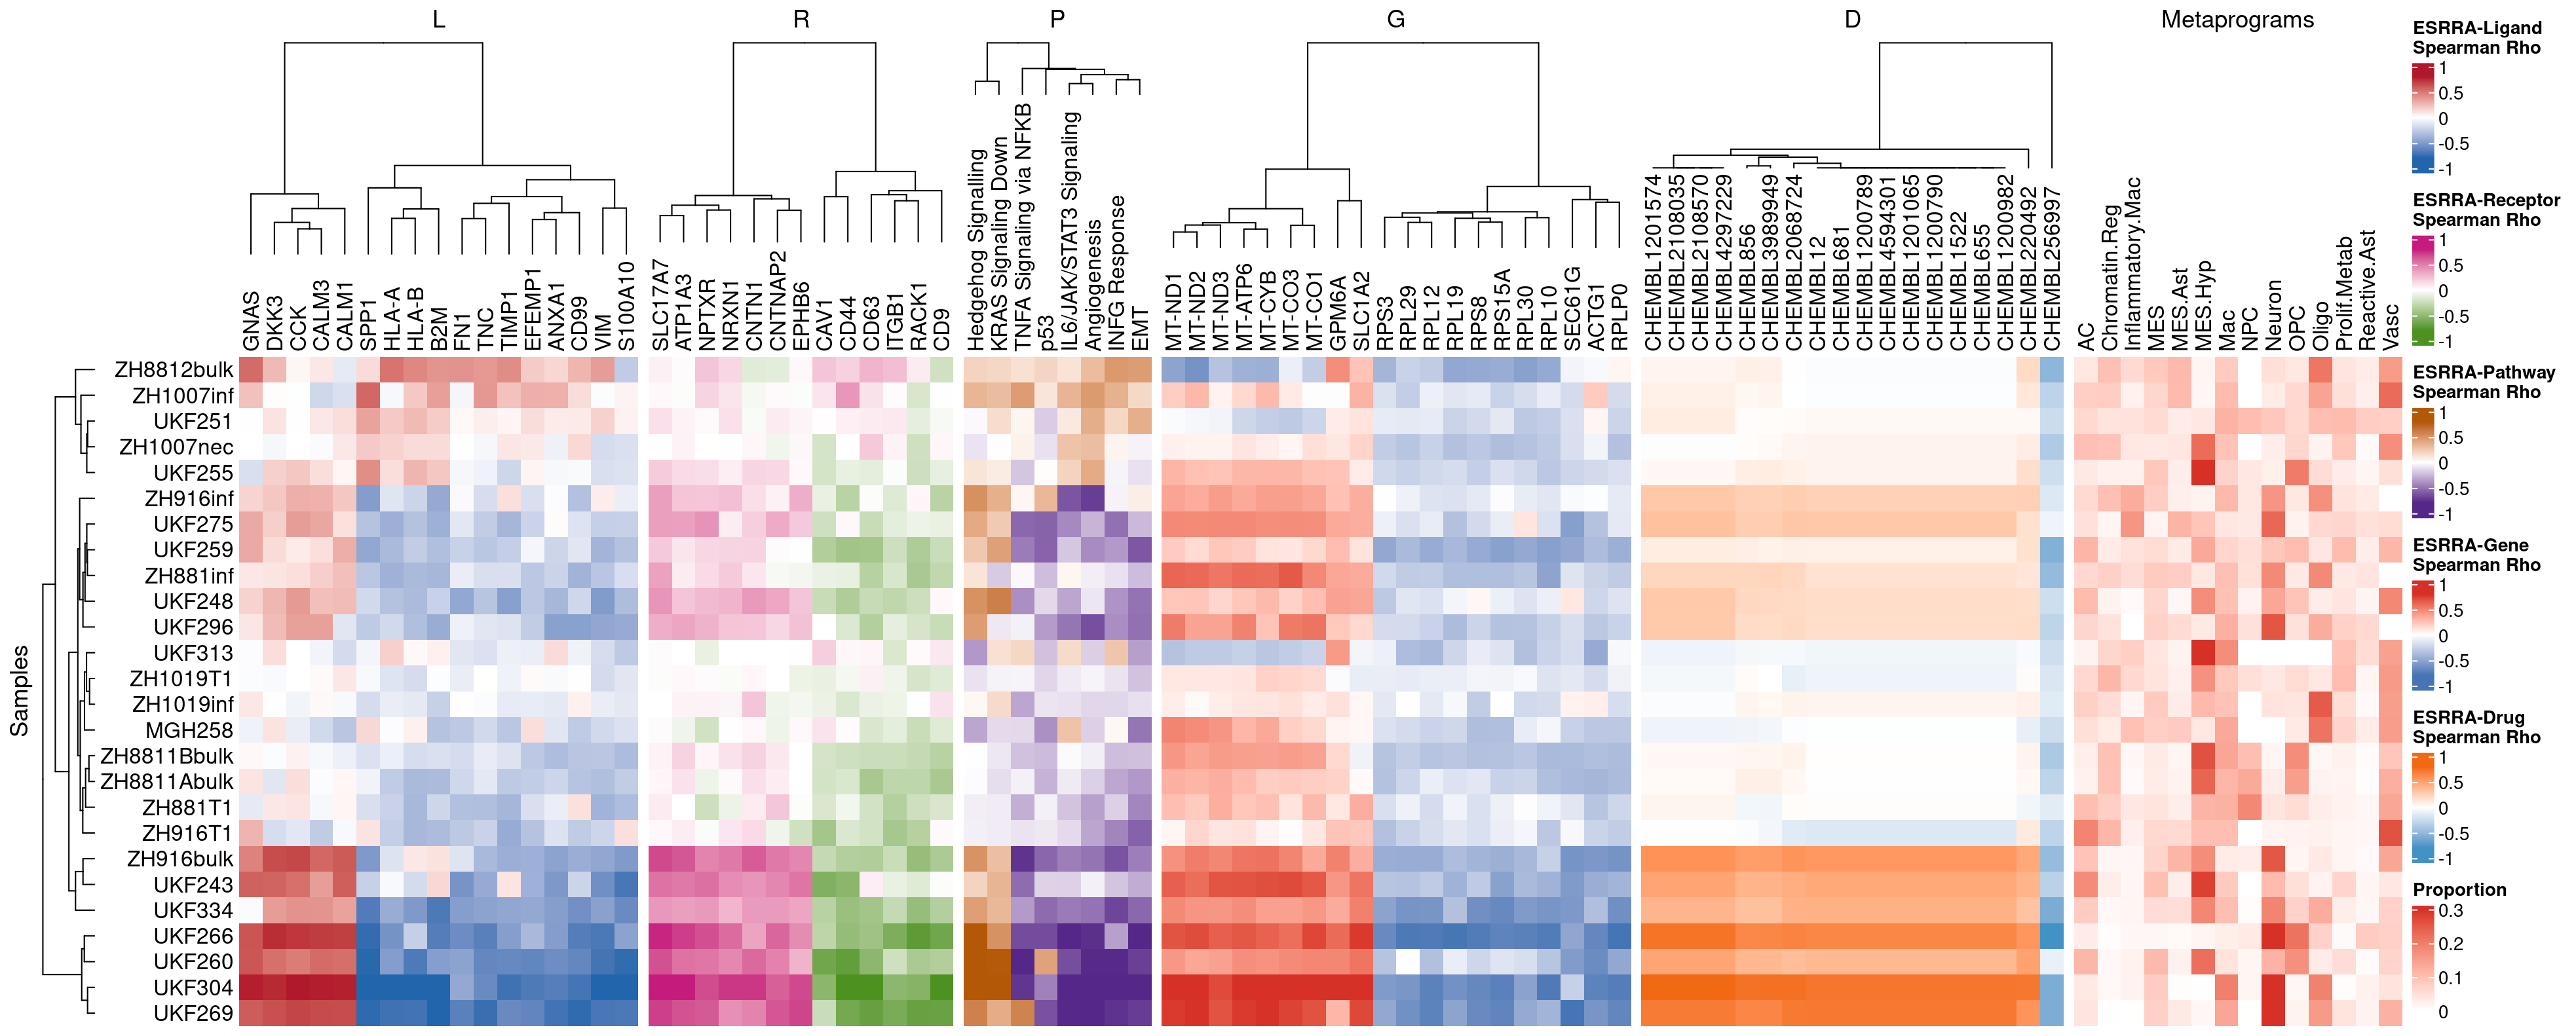 L R P G D Metaprograms
GNAS
DKK3
CCK
CALM3
CALM1
SPP1
HLA-A
HLA-B
B2M
FN1
TNC
TIMP1
EFEMP1
ANXA1
CD99
VIM
S100A10
SLC17A7
ATP1A3
NPTXR
NRXN1
CNTN1
CNTNAP2
EPHB6
CAV1
CD44
CD63
ITGB1
RACK1
CD9
Hedgehog Signalling
KRAS Signaling Down
TNFA Signaling via NFKB
p53
IL6/JAK/STAT3 Signaling
Angiogenesis
INFG Response
EMT
MT-ND1
MT-ND2
MT-ND3
MT-ATP6
MT-CYB
MT-CO3
MT-CO1
GPM6A
SLC1A2
RPS3
RPL29
RPL12
RPL19
RPS8
RPS15A
RPL30
RPL10
SEC61G
ACTG1
RPLP0
CHEMBL1201574
CHEMBL2108035
CHEMBL2108570
CHEMBL4297229
CHEMBL856
CHEMBL3989949
CHEMBL2068724
CHEMBL12
CHEMBL681
CHEMBL1200789
CHEMBL4594301
CHEMBL1201065
CHEMBL1200790
CHEMBL1522
CHEMBL655
CHEMBL1200982
CHEMBL220492
CHEMBL256997
AC
Chromatin.Reg
Inflammatory.Mac
MES
MES.Ast
MES.Hyp
Mac
NPC
Neuron
OPC
Oligo
Prolif.Metab
Reactive.Ast
Vasc
Samples
ZH8812bulk
ZH1007inf
UKF251
ZH1007nec
UKF255
ZH916inf
UKF275
UKF259
ZH881inf
UKF248
UKF296
UKF313
ZH1019T1
ZH1019inf
MGH258
ZH8811Bbulk
ZH8811Abulk
ZH881T1
ZH916T1
ZH916bulk
UKF243
UKF334
UKF266
UKF260
UKF304
UKF269
ESRRA-Ligand
Spearman Rho
1
0.5
0
-0.5
-1
ESRRA-Receptor
Spearman Rho
1
0.5
0
-0.5
-1
ESRRA-Pathway
Spearman Rho
1
0.5
0
-0.5
-1
ESRRA-Gene
Spearman Rho
1
0.5
0
-0.5
-1
ESRRA-Drug
Spearman Rho
1
0.5
0
-0.5
-1
Proportion
0.3
0.2
0.1
0